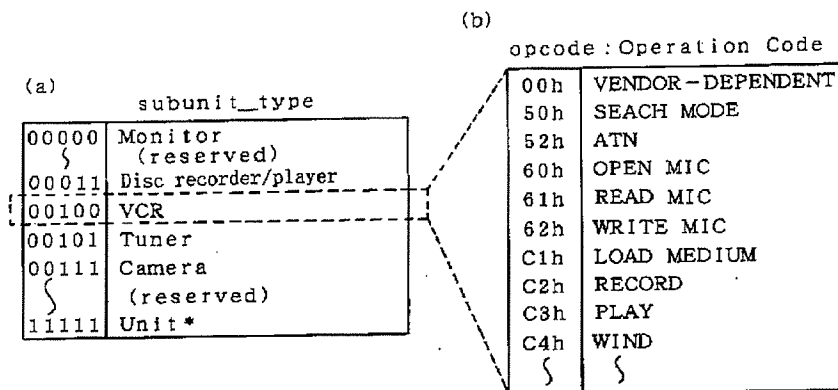 (a)
subunit_type
00000 Monitor
(reserved)
00011 Disc recorder/player
00100 VCR
00101 Tuner
00111 Camera
(reserved)
11111 Unit*
(b)
opcode:Operation Code
00h VENDOR-DEPENDENT
50h SEACH MODE
52h ATN
60h OPEN MIC
61h READ MIC
62h WRITE MIC
C1h LOAD MEDIUM
C2h RECORD
C3h PLAY
C4h WIND